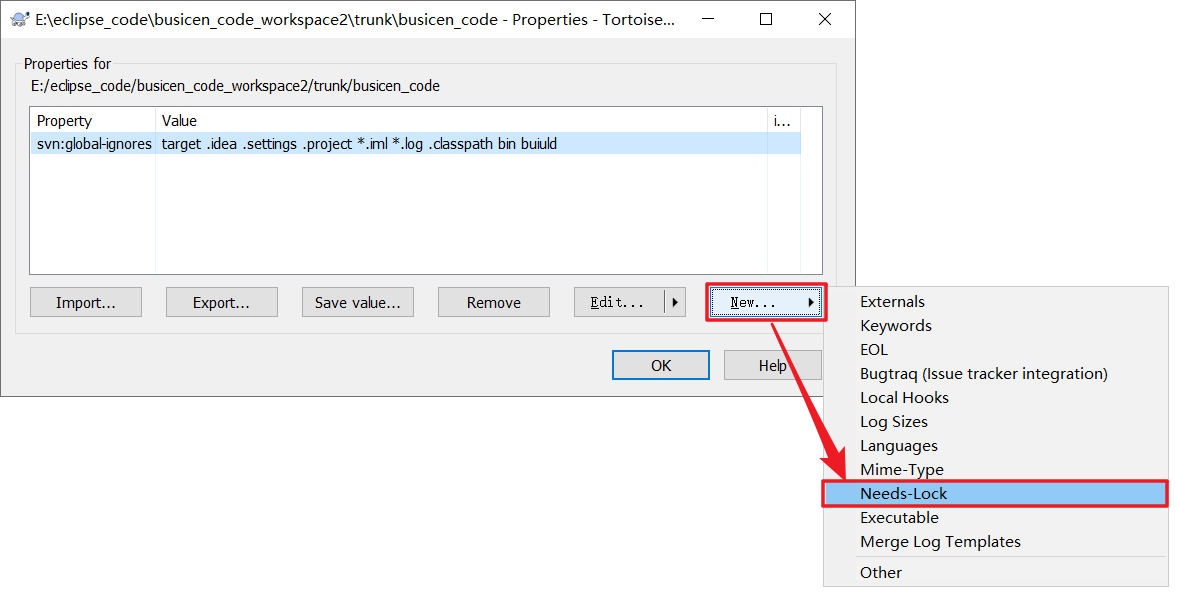 E:\eclipse_code\busicen_code_workspace2\trunk\busicen_code - Properties - Tortoise...
Properties for
E:/eclipse_code/busicen_code_workspace2/trunk/busicen_code
Property Value i...
svn:global-ignores target .idea .settings .project *.iml *.log .classpath bin buiuld
Import... Export... Save value... Remove Edit... New...
OK Help
Externals
Keywords
EOL
Bugtraq (Issue tracker integration)
Local Hooks
Log Sizes
Languages
Mime-Type
Needs-Lock
Executable
Merge Log Templates
Other